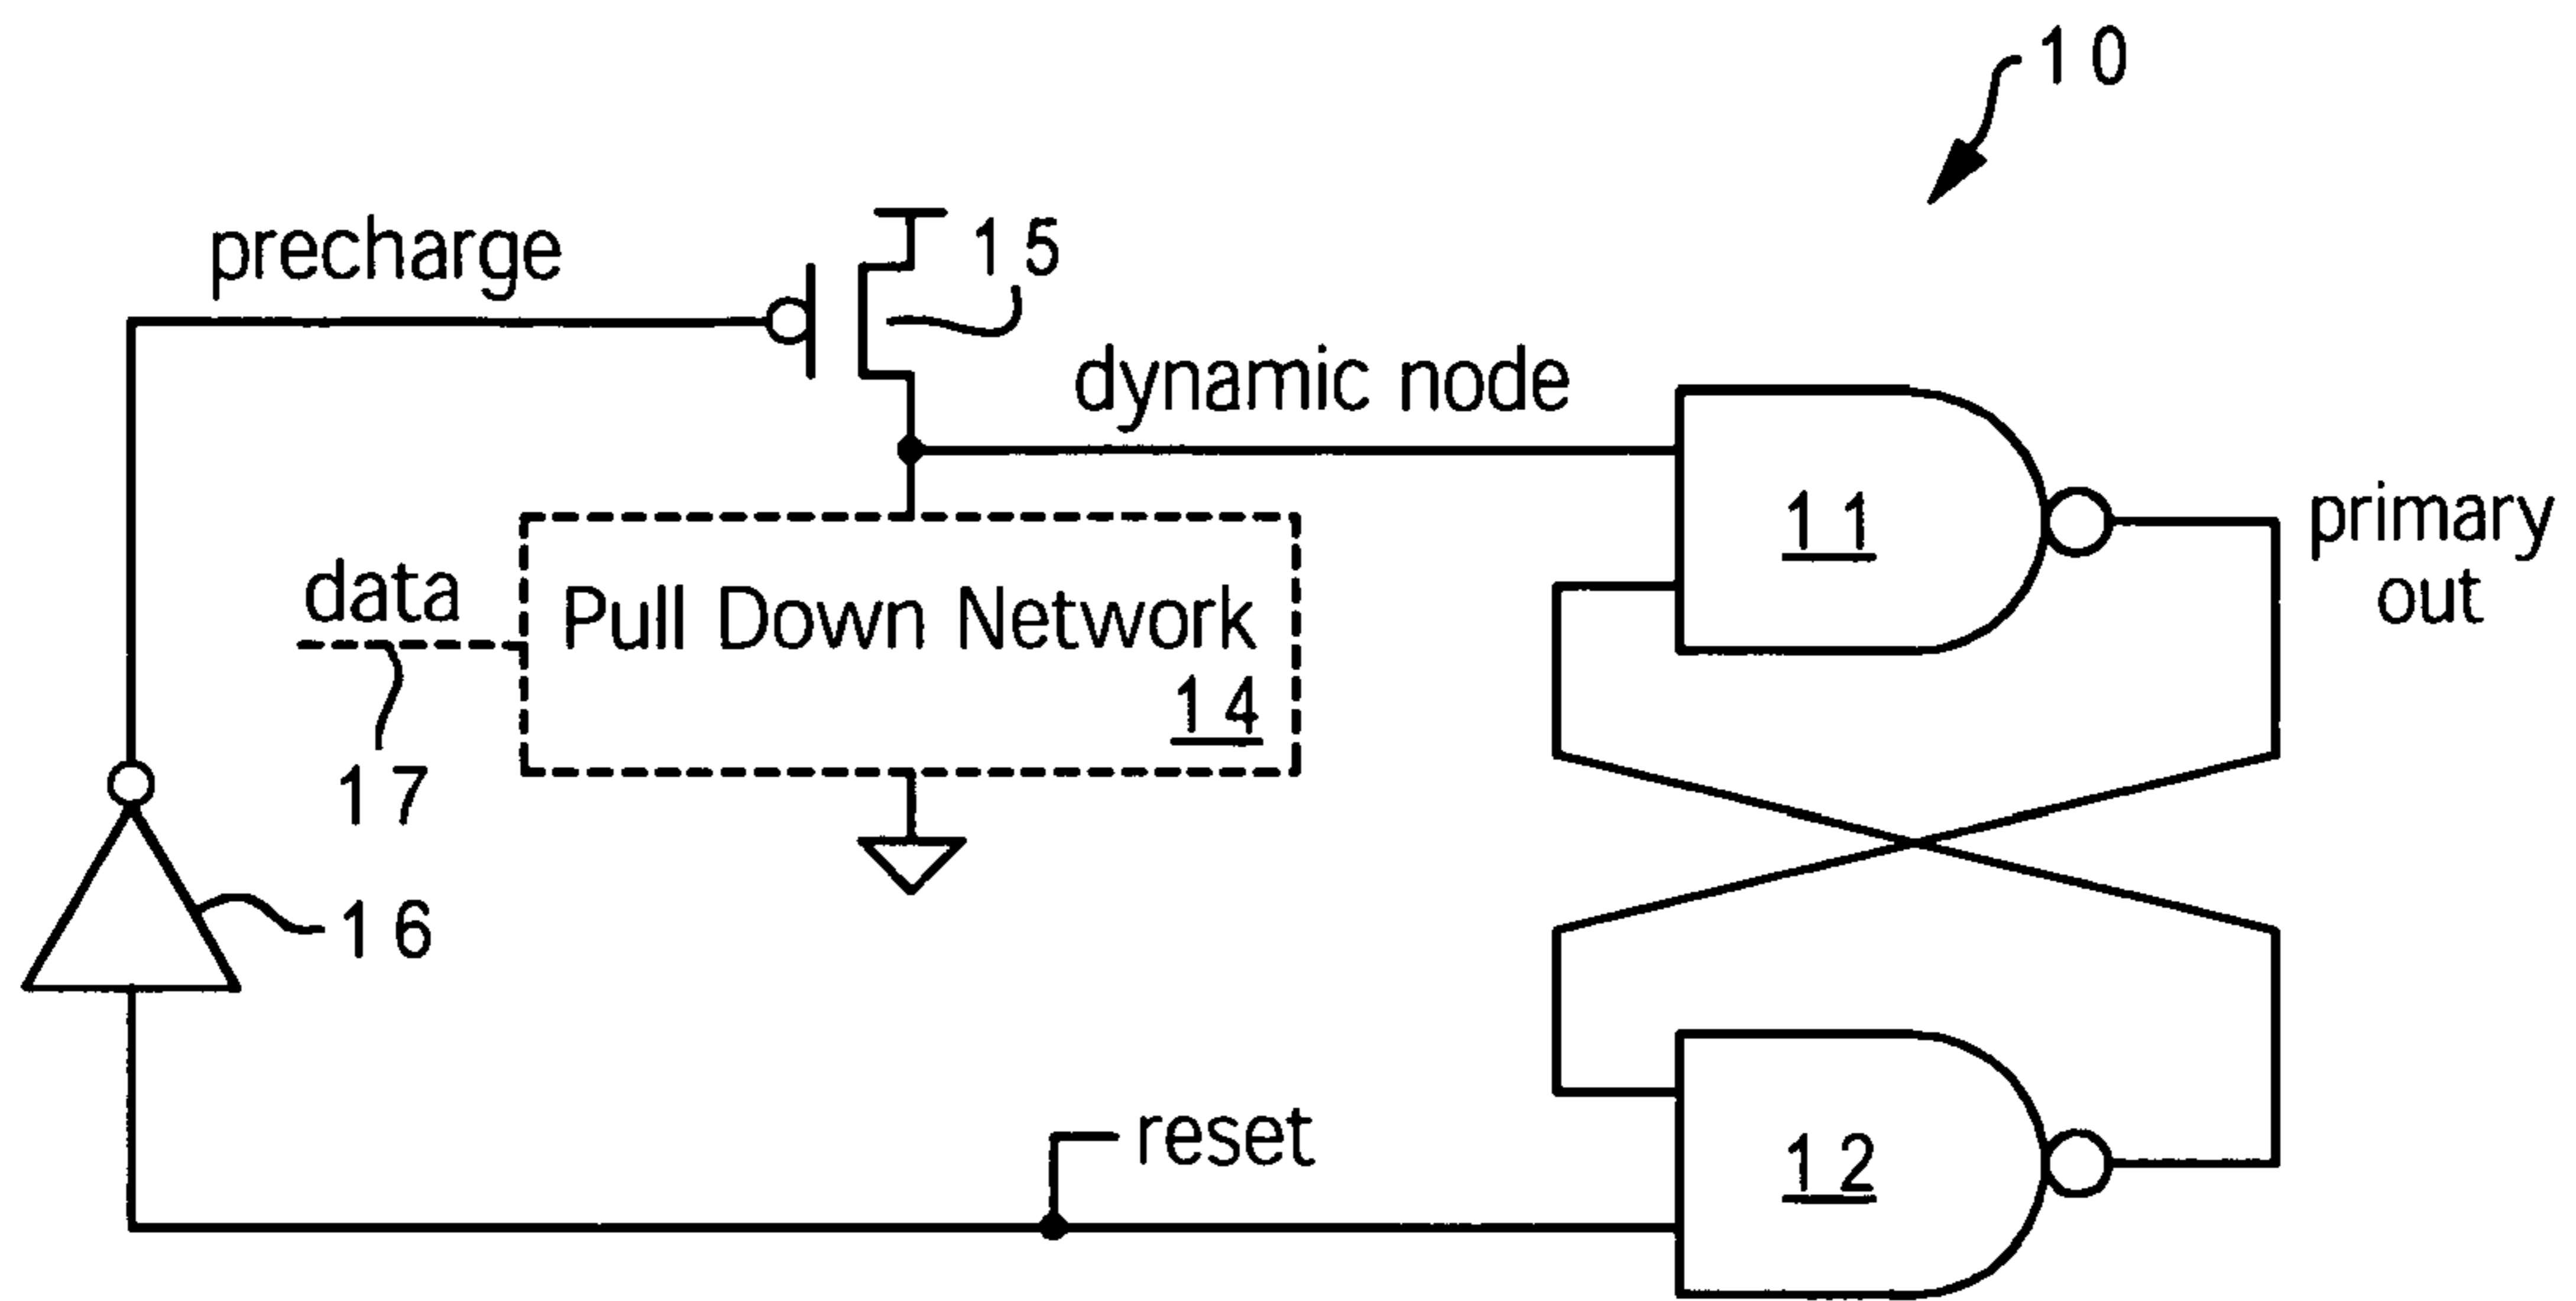 10
precharge
15
dynamic node
11
primary
out
data
Pull Down Network
14
17
16
reset
12